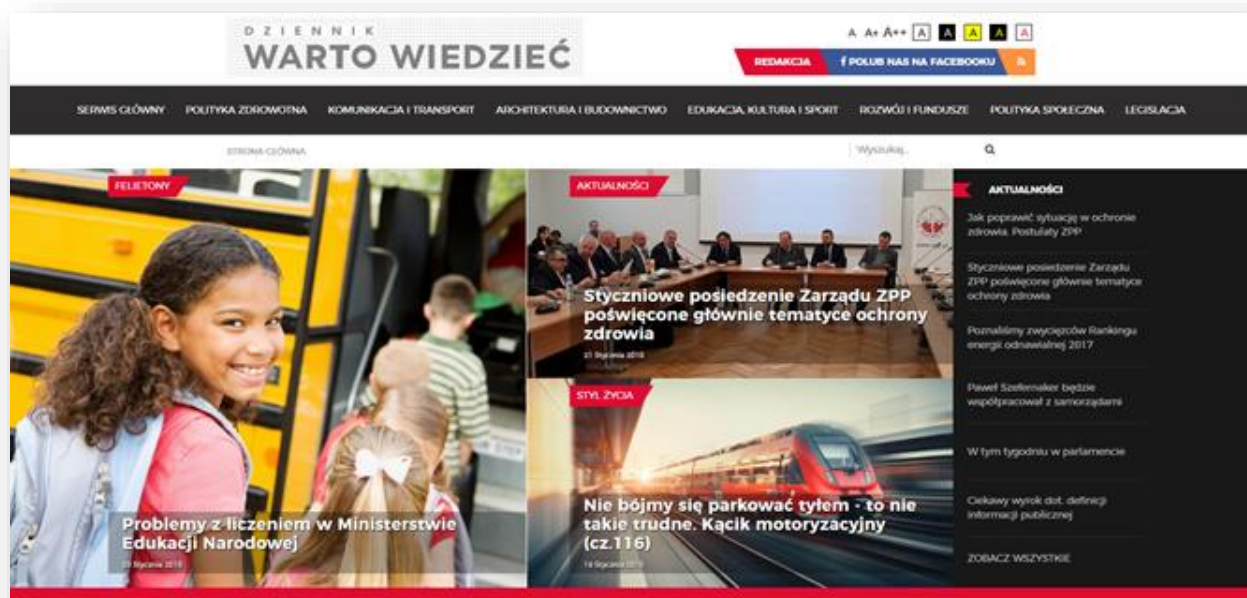 DZIENNIK
WARTO WIEDZIEĆ
A A+ A++ A A A A A
REDAKCJA
f POLUB NAS NA FACEBOOKU
SERWIS GŁÓWNY POLITYKA ZDROWOTNA KOMUNIKACJA I TRANSPORT ARCHITEKTURA I BUDOWNICTWO EDUKACJA, KULTURA I SPORT ROZWÓJ I FUNDUSZE POLITYKA SPOŁECZNA LEGISLACJA
STRONA GŁÓWNA
Wyszukaj...
FELIETONY
Problemy z liczeniem w Ministerstwie
Edukacji Narodowej
AKTUALNOŚCI
Styczniowe posiedzenie Zarządu ZPP
poświęcone głównie tematyce ochrony
zdrowia
STYL ŻYCIA
Nie bójmy się parkować tyłem - to nie
takie trudne. Kącik motoryzacyjny
(cz.116)
AKTUALNOŚCI
Jak poprawić sytuację w ochronie
zdrowia. Postulaty ZPP
Styczniowe posiedzenie Zarządu
ZPP poświęcone głównie tematyce
ochrony zdrowia
Poznaliśmy zwycięzców Rankingu
energii odnawialnej 2017
Paweł Szefernaker będzie
współpracował z samorządami
W tym tygodniu w parlamencie
Ciekawy wyrok dot. definicji
informacji publicznej
ZOBACZ WSZYSTKIE